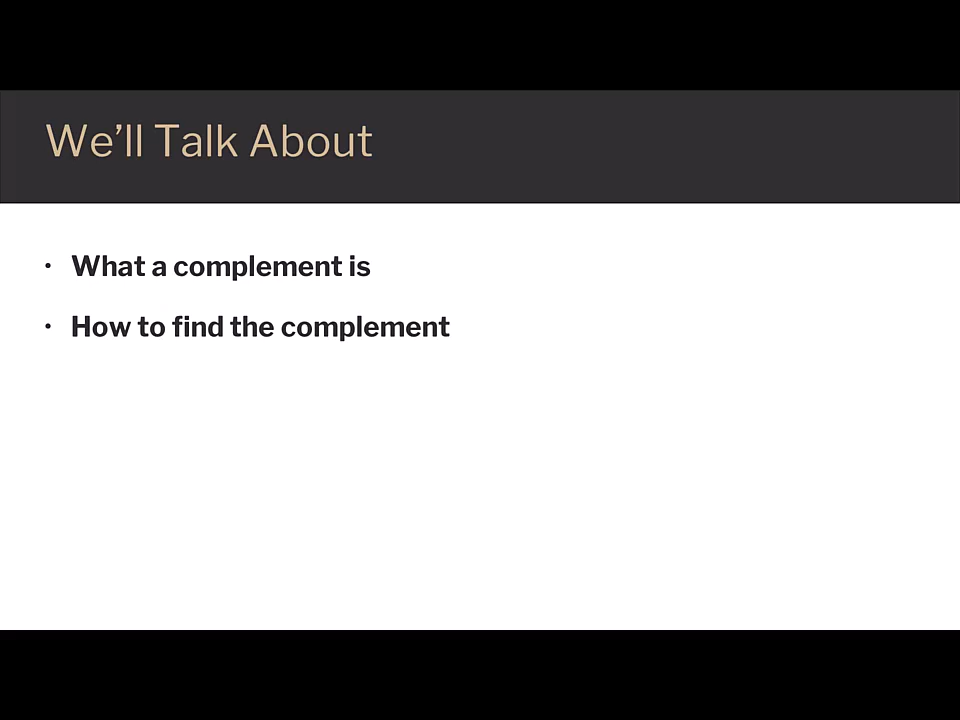 We’ll Talk About
• What a complement is
• How to find the complement